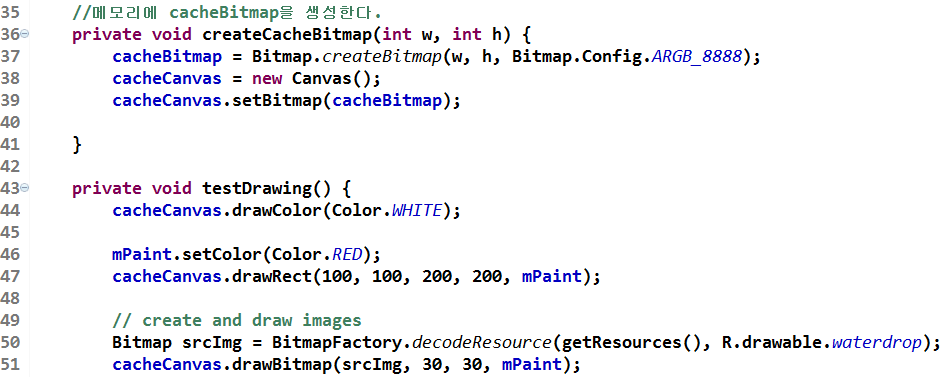 35 //메모리에 cacheBitmap을 생성한다.
36 private void createCacheBitmap(int w, int h) {
37 cacheBitmap = Bitmap.createBitmap(w, h, Bitmap.Config.ARGB_8888);
38 cacheCanvas = new Canvas();
39 cacheCanvas.setBitmap(cacheBitmap);
40
41 }
42
43 private void testDrawing() {
44 cacheCanvas.drawColor(Color.WHITE);
45
46 mPaint.setColor(Color.RED);
47 cacheCanvas.drawRect(100, 100, 200, 200, mPaint);
48
49 // create and draw images
50 Bitmap srcImg = BitmapFactory.decodeResource(getResources(), R.drawable.waterdrop);
51 cacheCanvas.drawBitmap(srcImg, 30, 30, mPaint);